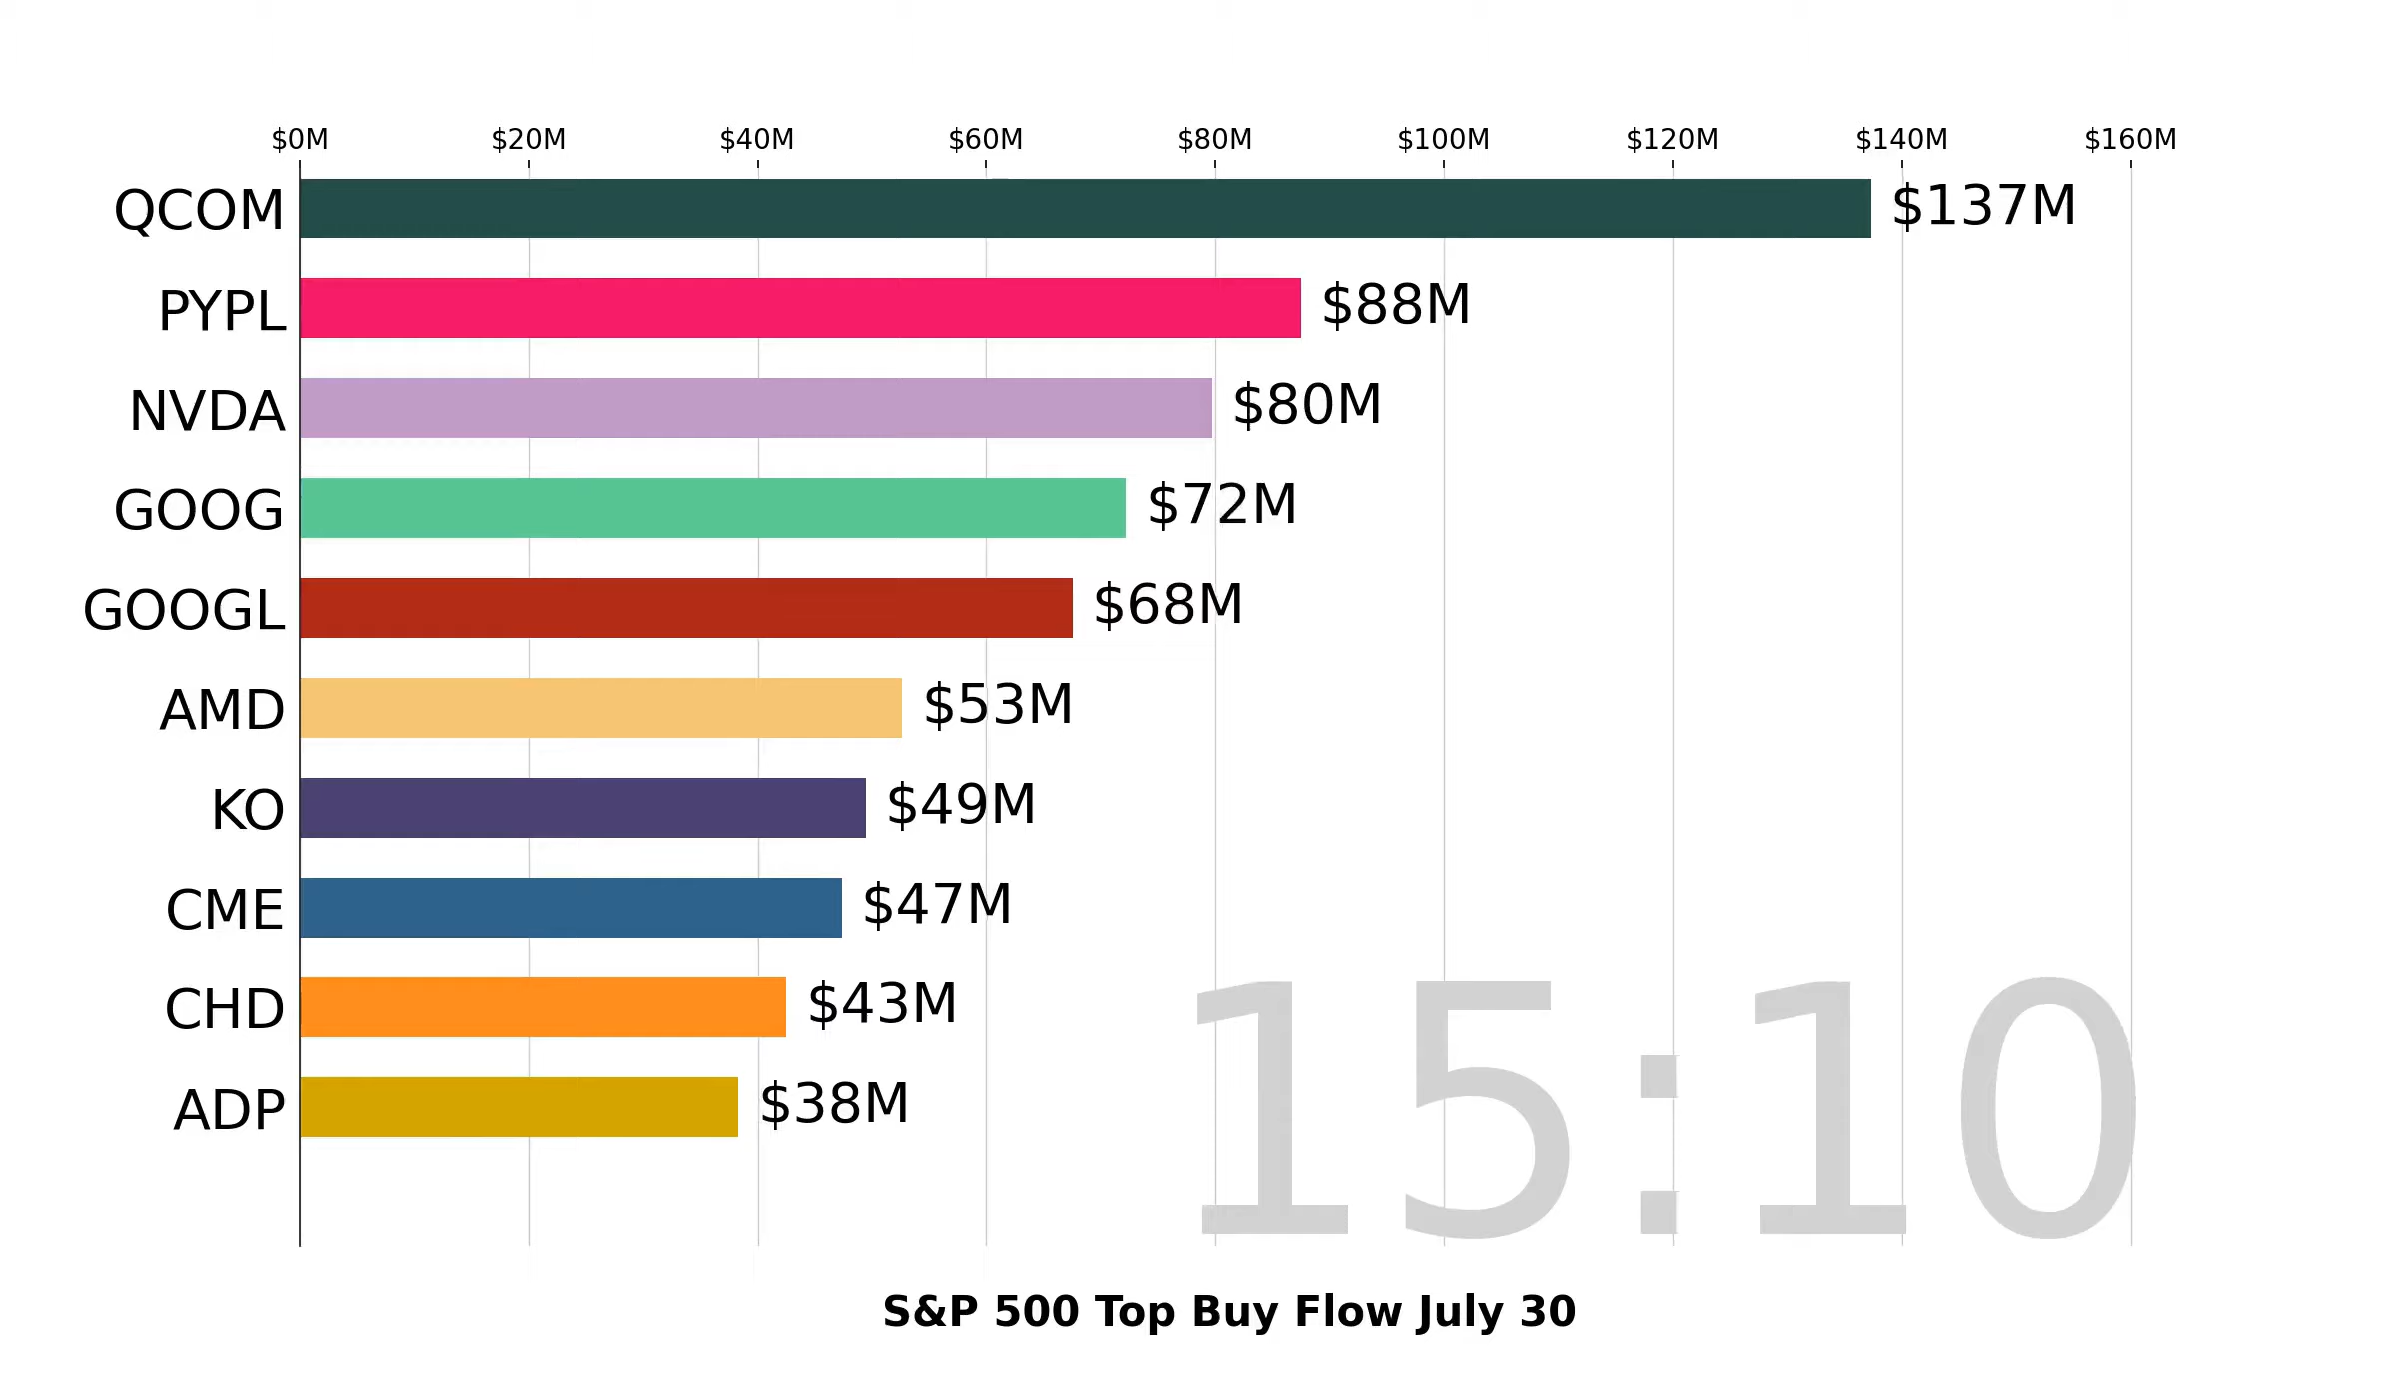 $0M $20M $40M $60M $80M $100M $120M $140M $160M
QCOM $137M
PYPL $88M
NVDA $80M
GOOG $72M
GOOGL $68M
AMD $53M
KO $49M
CME $47M
CHD $43M
ADP $38M
15:10
S&P 500 Top Buy Flow July 30